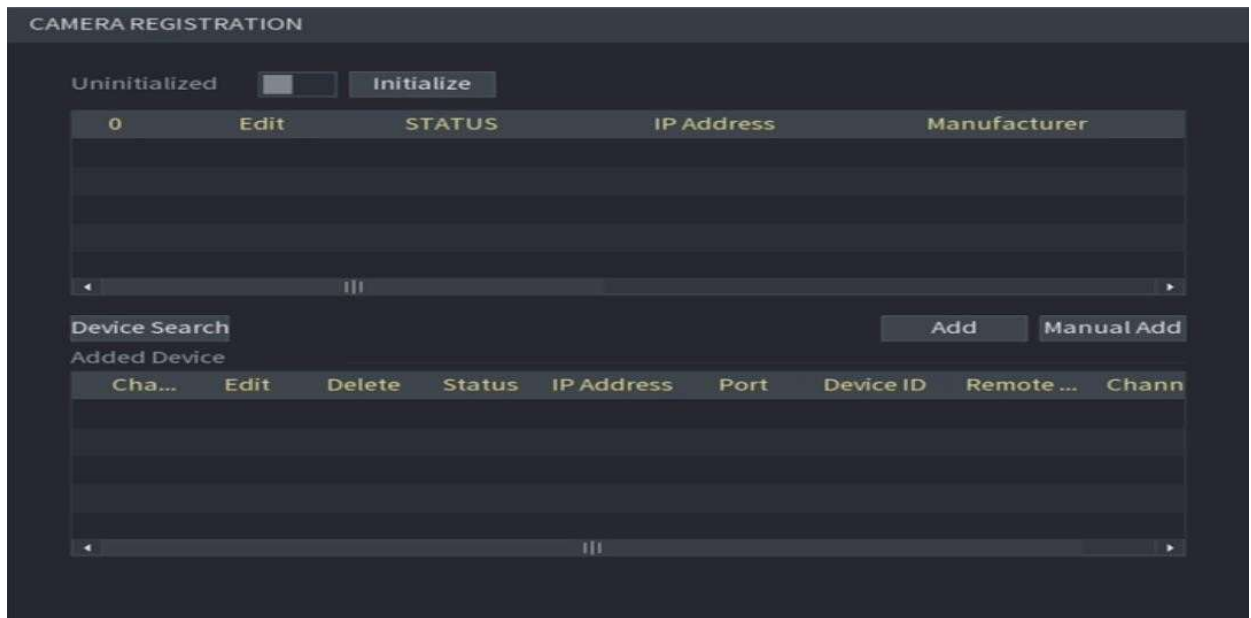 CAMERA REGISTRATION
Uninitialized Initialize
0 Edit STATUS IP Address Manufacturer
Device Search Add Manual Add
Added Device
Cha... Edit Delete Status IP Address Port Device ID Remote ... Chann